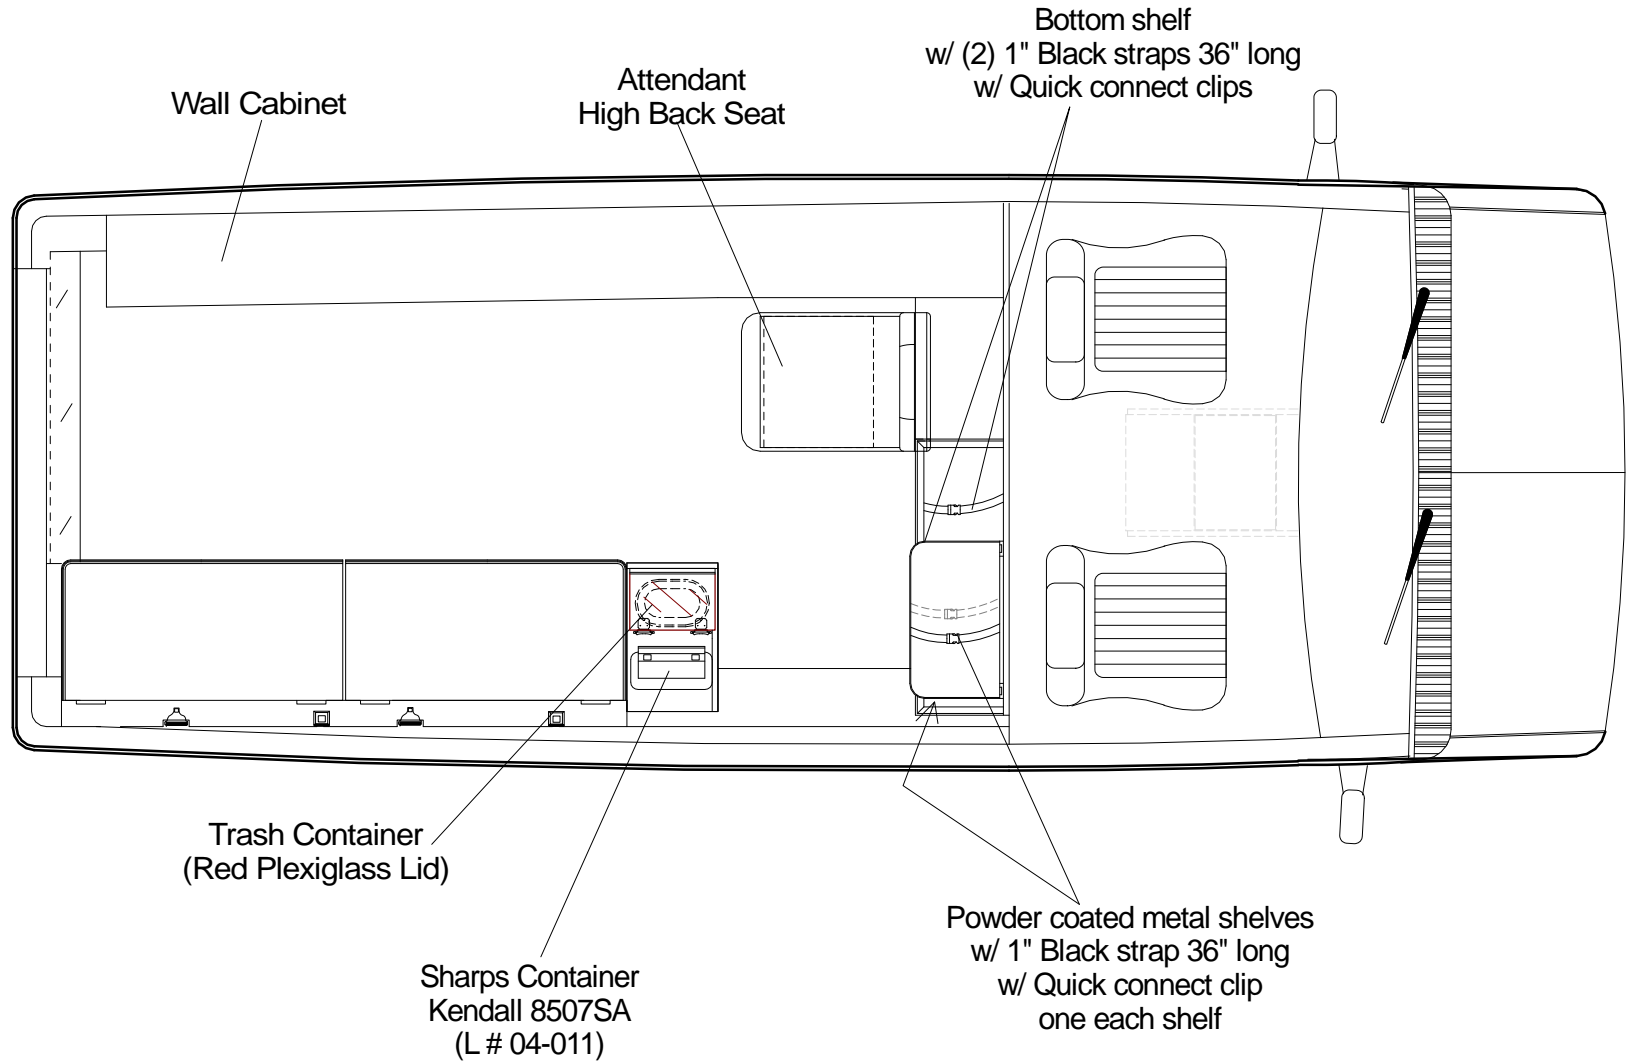 Bottom shelf
w/ (2) 1" Black straps 36" long
w/ Quick connect clips
Attendant
High Back Seat
Wall Cabinet
Trash Container
(Red Plexiglass Lid)
Sharps Container
Kendall 8507SA
(L # 04-011)
Powder coated metal shelves
w/ 1" Black strap 36" long
w/ Quick connect clip
one each shelf